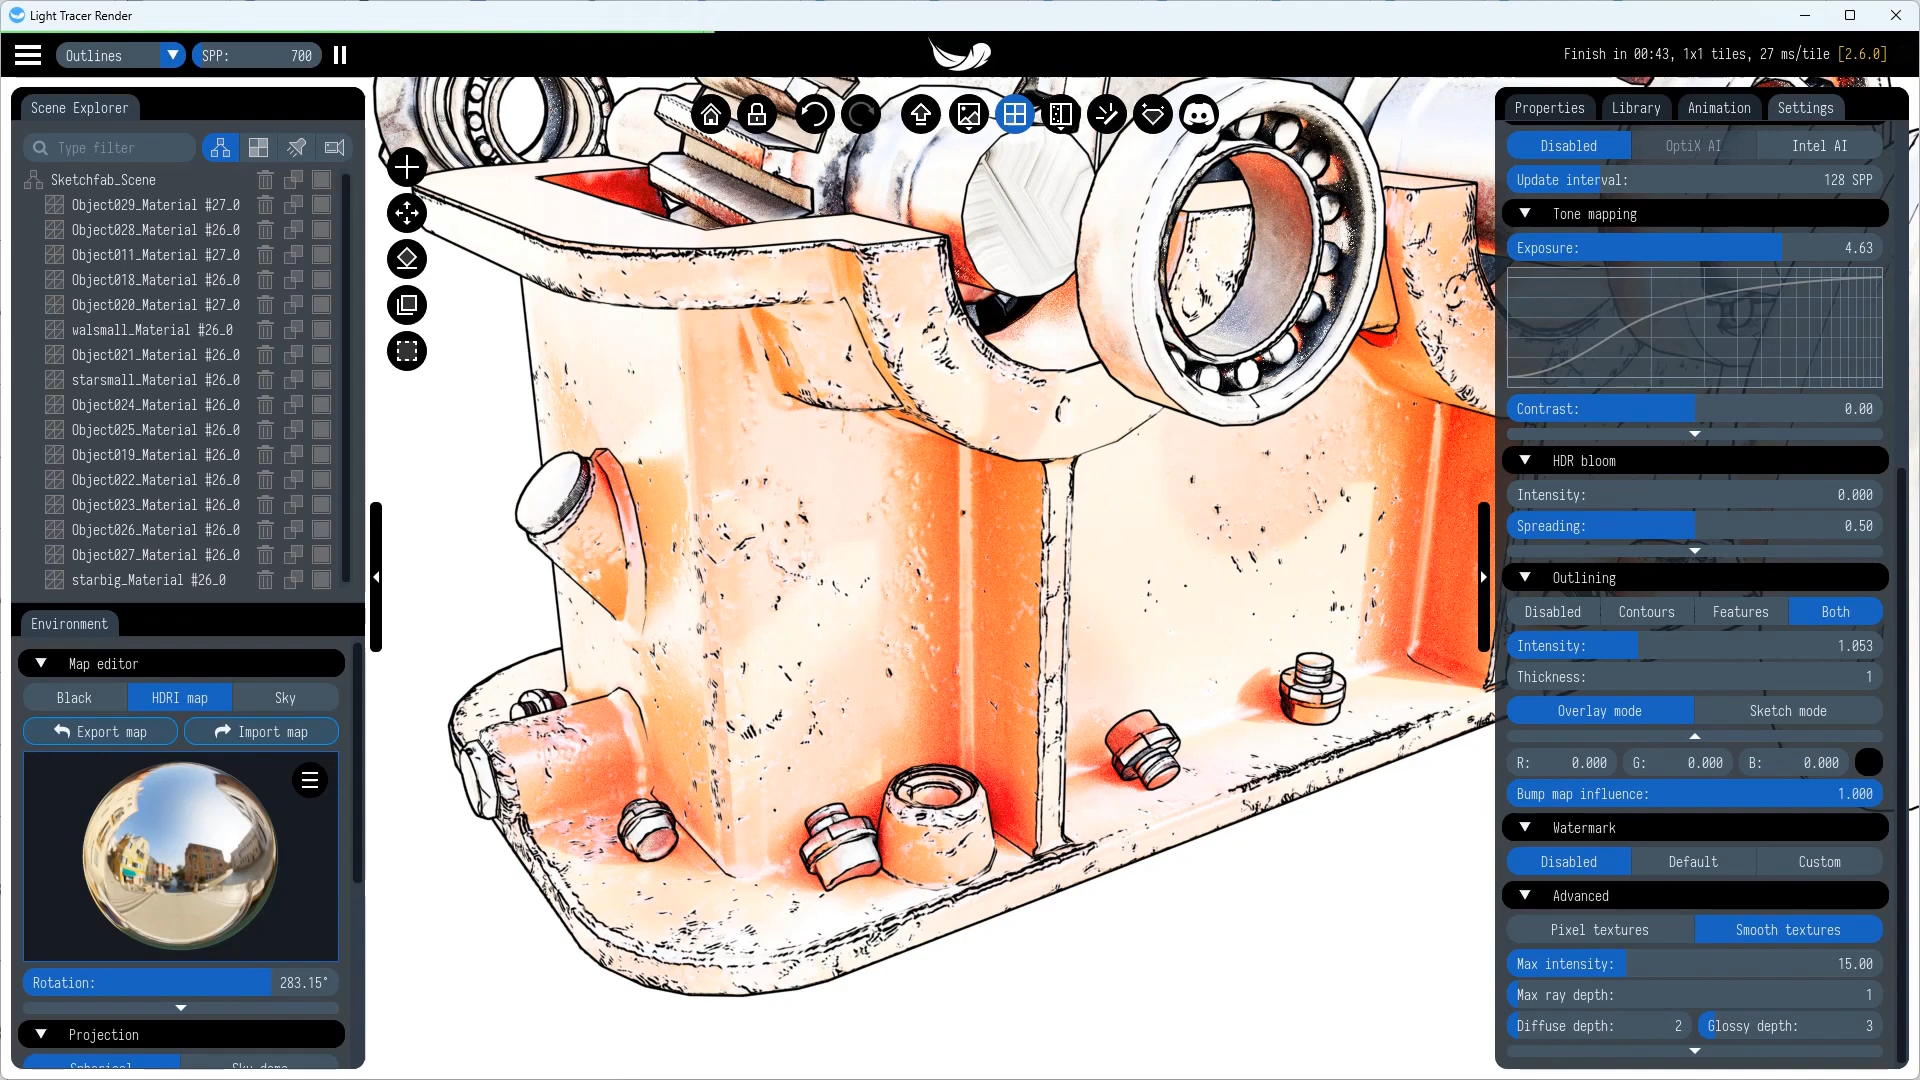 Light Tracer Render
Outlines
SPP: 700
Finish in 00:43, 1x1 tiles, 27 ms/tile [2.6.0]
Scene Explorer
Type filter
Sketchfab_Scene
Object029_Material #27_0
Object028_Material #26_0
Object011_Material #27_0
Object018_Material #26_0
Object020_Material #27_0
walsmall_Material #26_0
Object021_Material #26_0
starsmall_Material #26_0
Object024_Material #26_0
Object025_Material #26_0
Object019_Material #26_0
Object022_Material #26_0
Object023_Material #26_0
Object026_Material #26_0
Object027_Material #26_0
starbig_Material #26_0
Environment
Map editor
Black HDRI map Sky
Export map Import map
Rotation: 283.15°
Projection
Spherical Sky dome
Properties Library Animation Settings
Disabled OptiX AI Intel AI
Update interval: 128 SPP
Tone mapping
Exposure: 4.63
Contrast: 0.00
HDR bloom
Intensity: 0.000
Spreading: 0.50
Outlining
Disabled Contours Features Both
Intensity: 1.053
Thickness: 1
Overlay mode Sketch mode
R: 0.000 G: 0.000 B: 0.000
Bump map influence: 1.000
Watermark
Disabled Default Custom
Advanced
Pixel textures Smooth textures
Max intensity: 15.00
Max ray depth: 1
Diffuse depth: 2 Glossy depth: 3